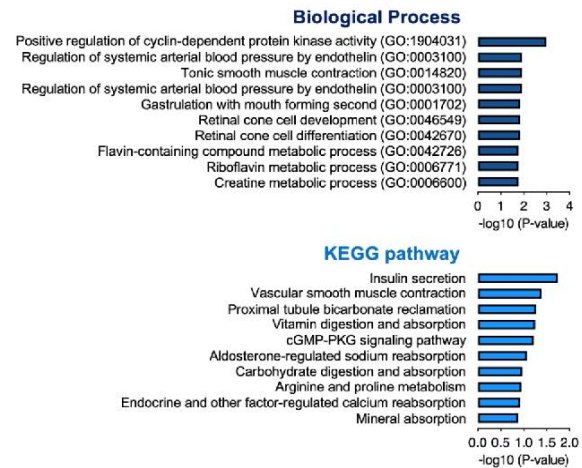 Biological Process
Positive regulation of cyclin-dependent protein kinase activity (GO:1904031)
Regulation of systemic arterial blood pressure by endothelin (GO:0003100)
Tonic smooth muscle contraction (GO:0014820)
Regulation of systemic arterial blood pressure by endothelin (GO:0003100)
Gastrulation with mouth forming second (GO:0001702)
Retinal cone cell development (GO:0046549)
Retinal cone cell differentiation (GO:0042670)
Flavin-containing compound metabolic process (GO:0042726)
Riboflavin metabolic process (GO:0006771)
Creatine metabolic process (GO:0006600)
0 1 2 3 4
-log10 (P-value)
KEGG pathway
Insulin secretion
Vascular smooth muscle contraction
Proximal tubule bicarbonate reclamation
Vitamin digestion and absorption
cGMP-PKG signaling pathway
Aldosterone-regulated sodium reabsorption
Carbohydrate digestion and absorption
Arginine and proline metabolism
Endocrine and other factor-regulated calcium reabsorption
Mineral absorption
0.0 0.5 1.0 1.5 2.0
-log10 (P-value)